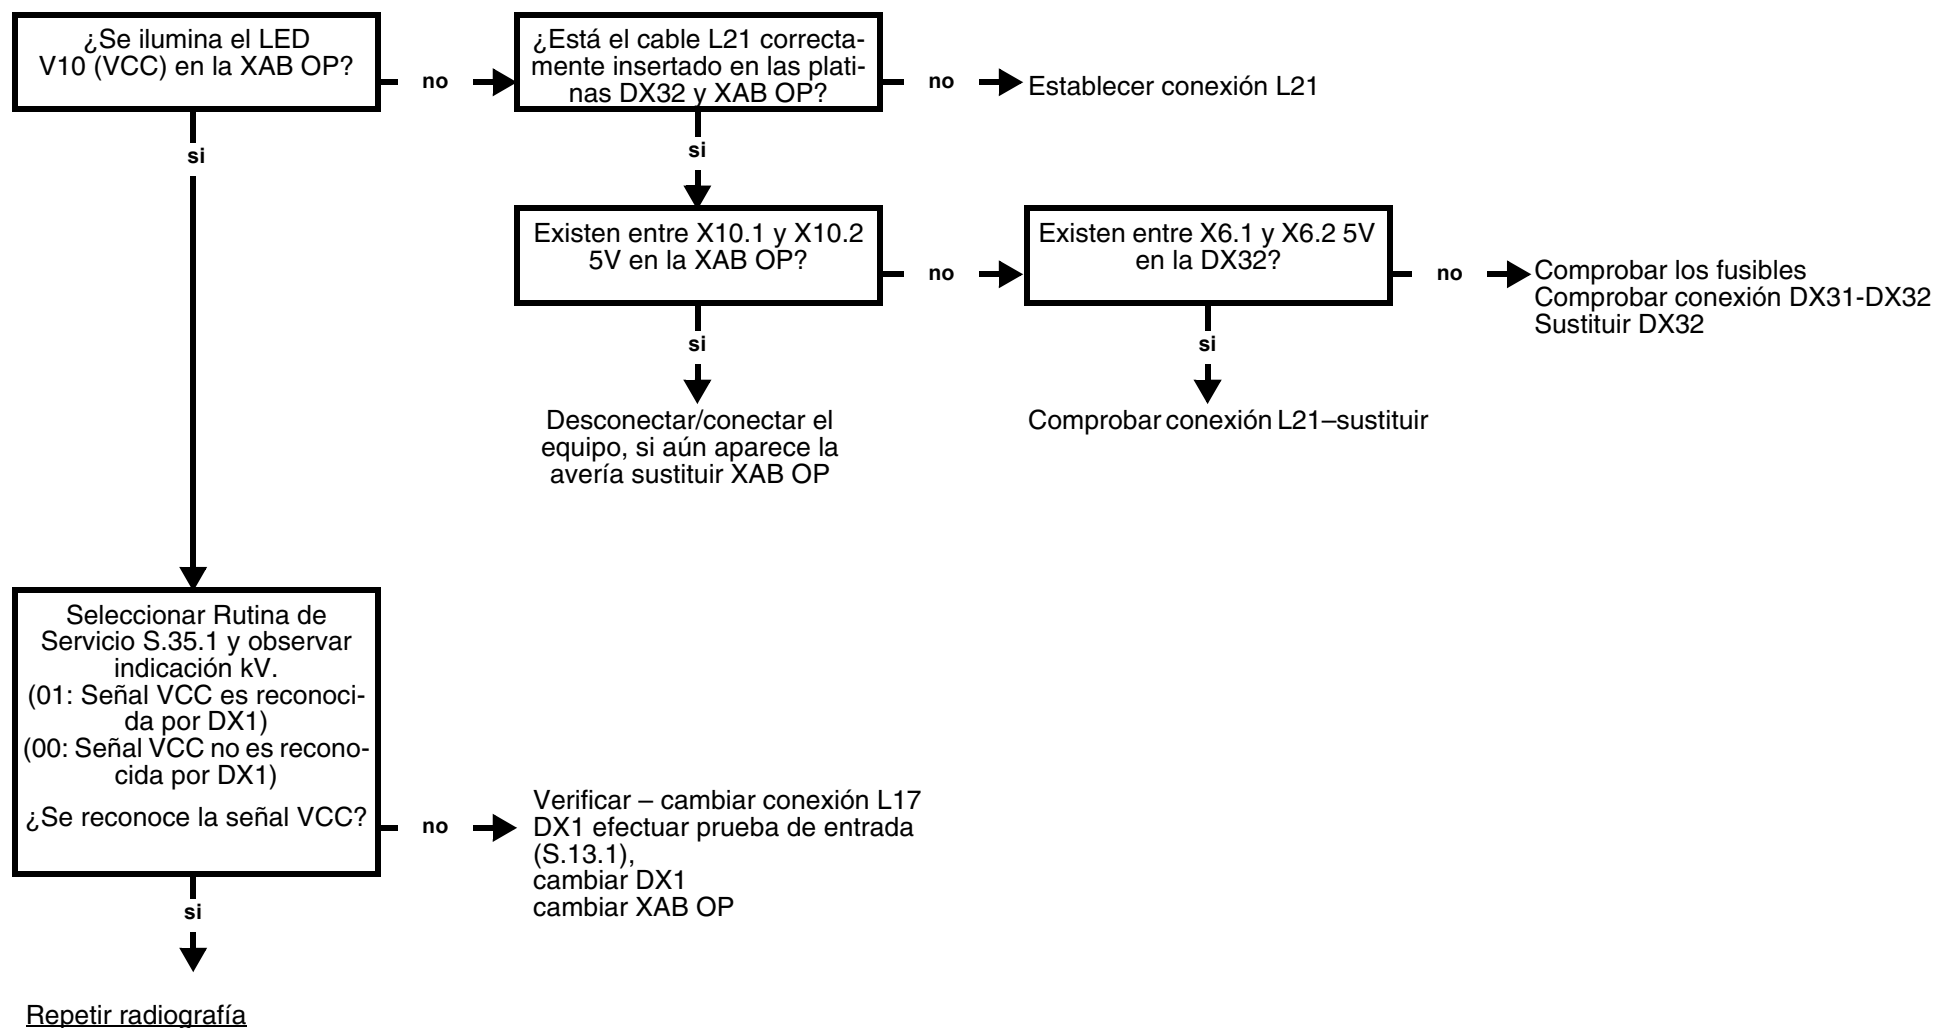 ¿Se ilumina el LED
V10 (VCC) en la XAB OP?
no
¿Está el cable L21 correcta-
mente insertado en las plati-
nas DX32 y XAB OP?
no
Establecer conexión L21
si
si
Existen entre X10.1 y X10.2
5V en la XAB OP?
no
Existen entre X6.1 y X6.2 5V
en la DX32?
no
Comprobar los fusibles
Comprobar conexión DX31-DX32
Sustituir DX32
si
si
Desconectar/conectar el
equipo, si aún aparece la
avería sustituir XAB OP
Comprobar conexión L21–sustituir
Seleccionar Rutina de
Servicio S.35.1 y observar
indicación kV.
(01: Señal VCC es reconoci-
da por DX1)
(00: Señal VCC no es recono-
cida por DX1)
¿Se reconoce la señal VCC?
no
Verificar – cambiar conexión L17
DX1 efectuar prueba de entrada
(S.13.1),
cambiar DX1
cambiar XAB OP
si
Repetir radiografía